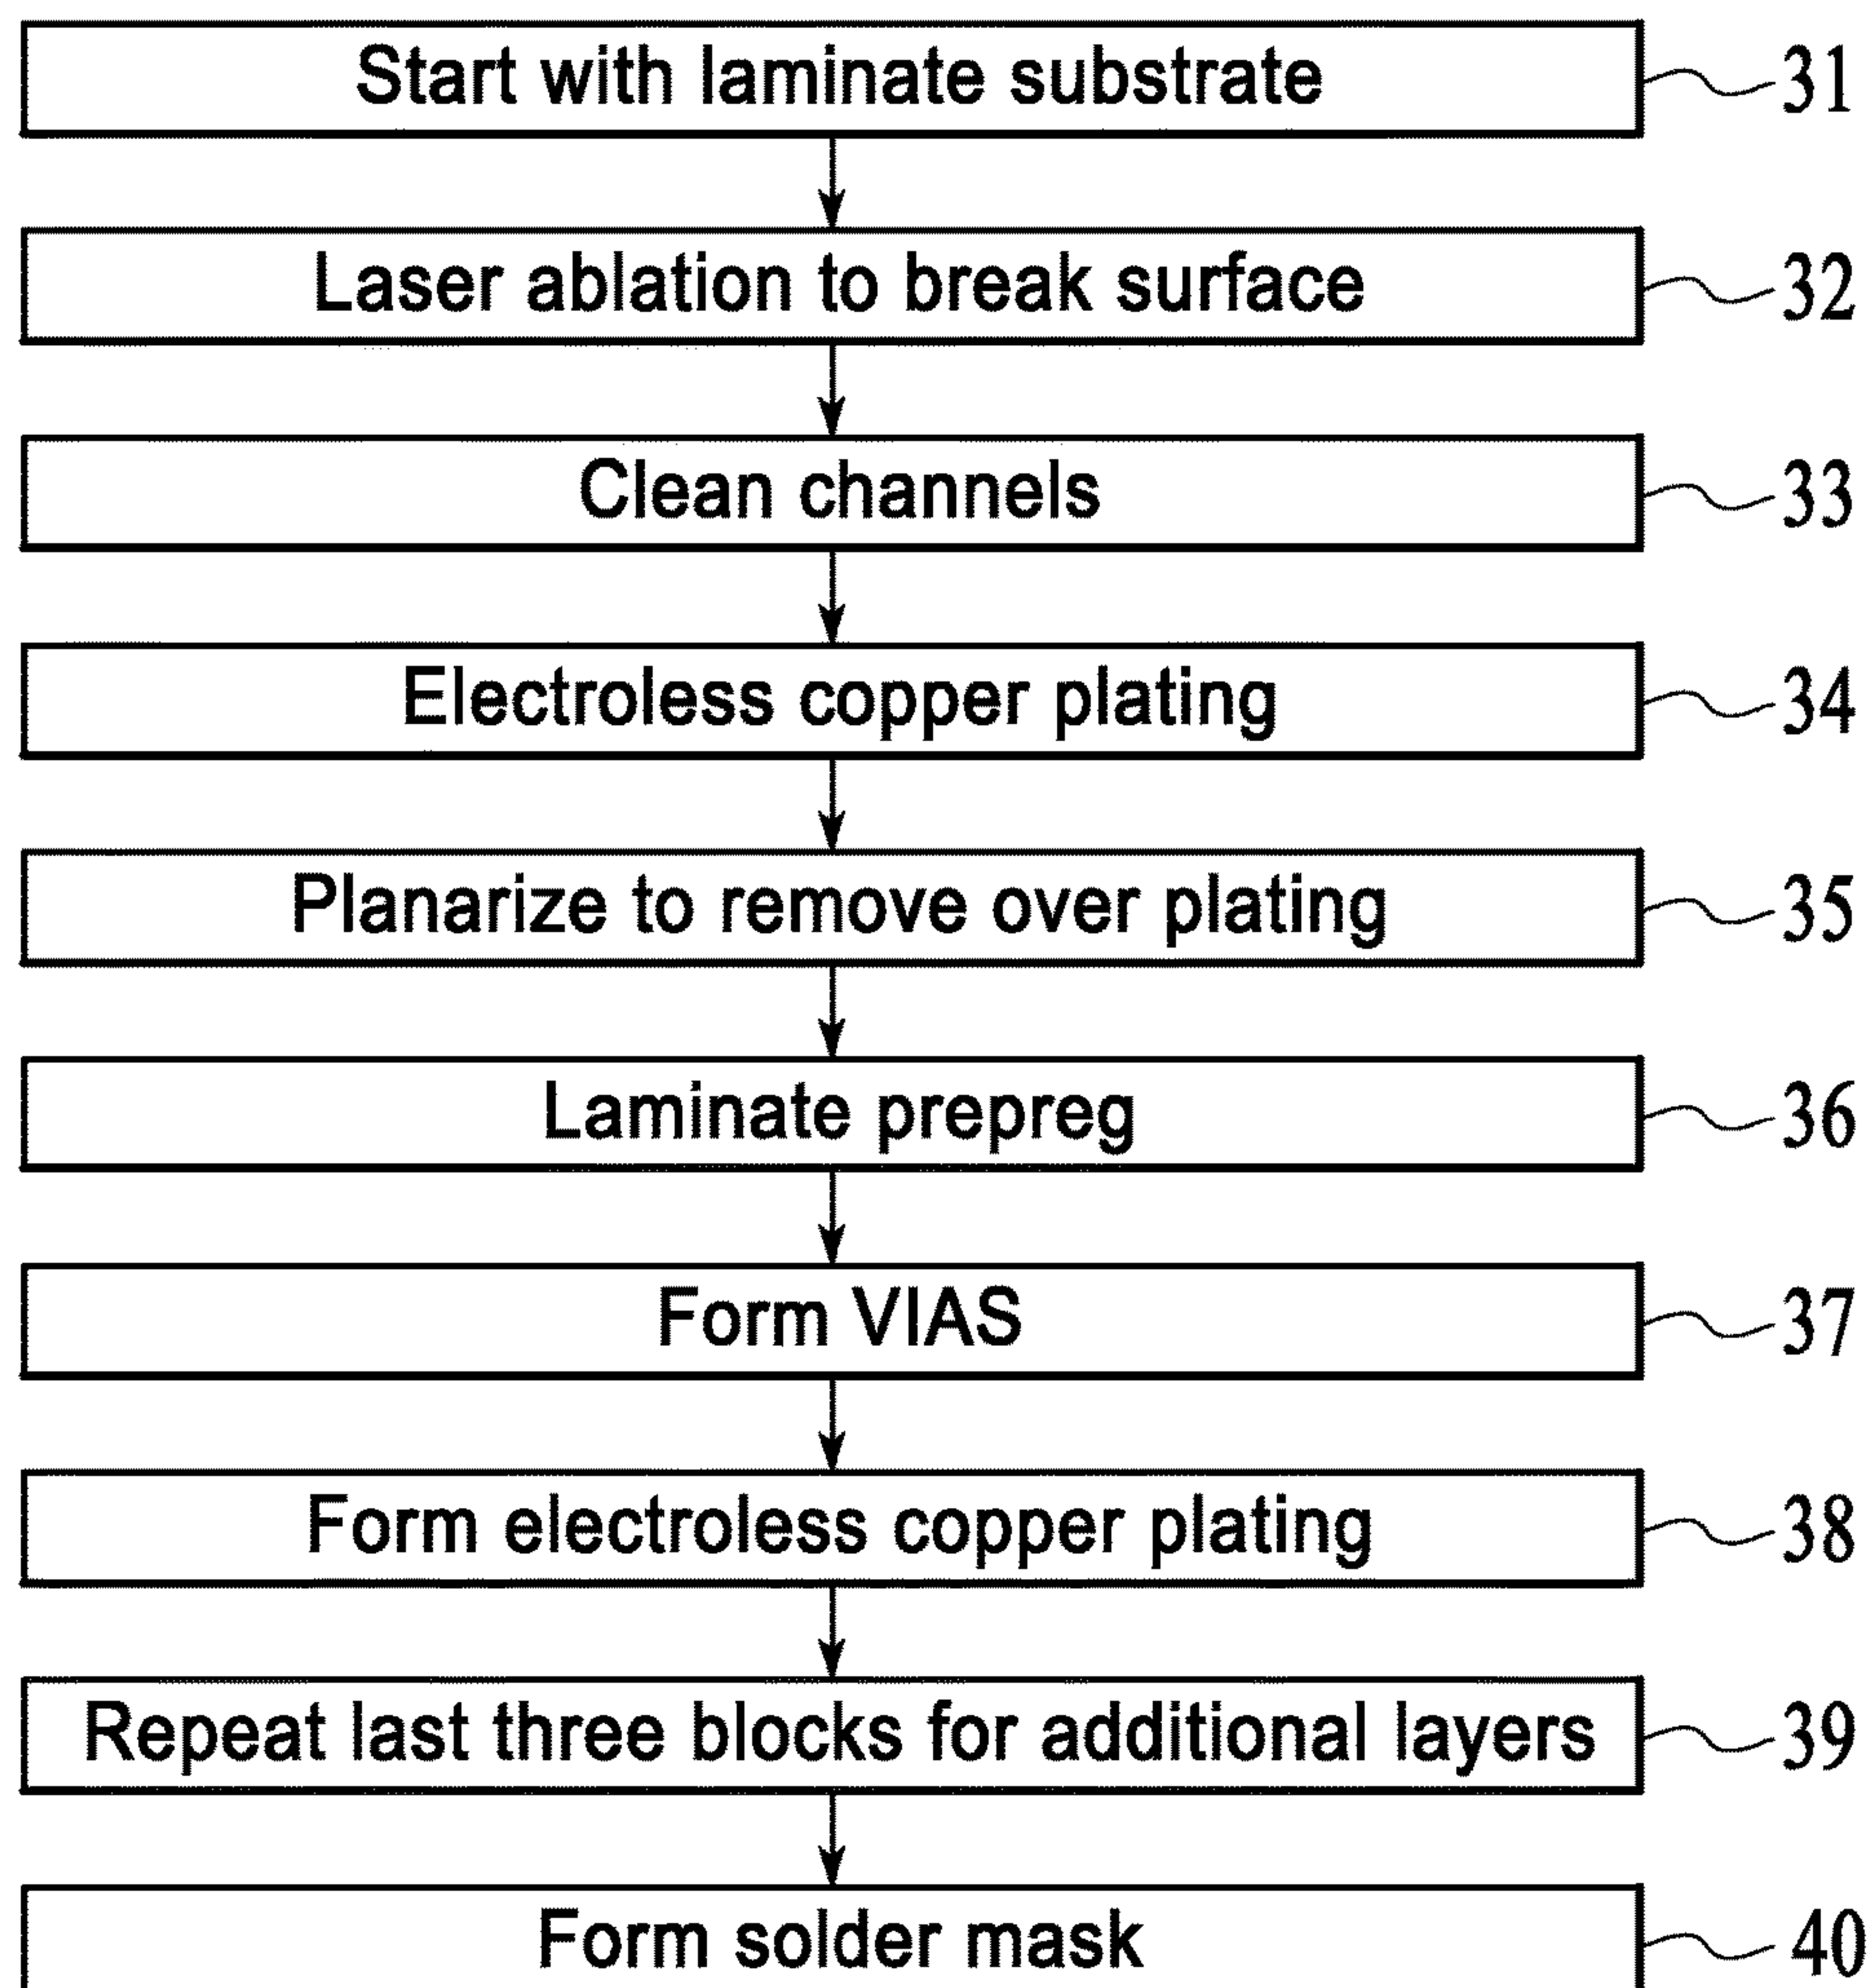 Start with laminate substrate 31
Laser ablation to break surface 32
Clean channels 33
Electroless copper plating 34
Planarize to remove over plating 35
Laminate prepreg 36
Form VIAS 37
Form electroless copper plating 38
Repeat last three blocks for additional layers 39
Form solder mask 40